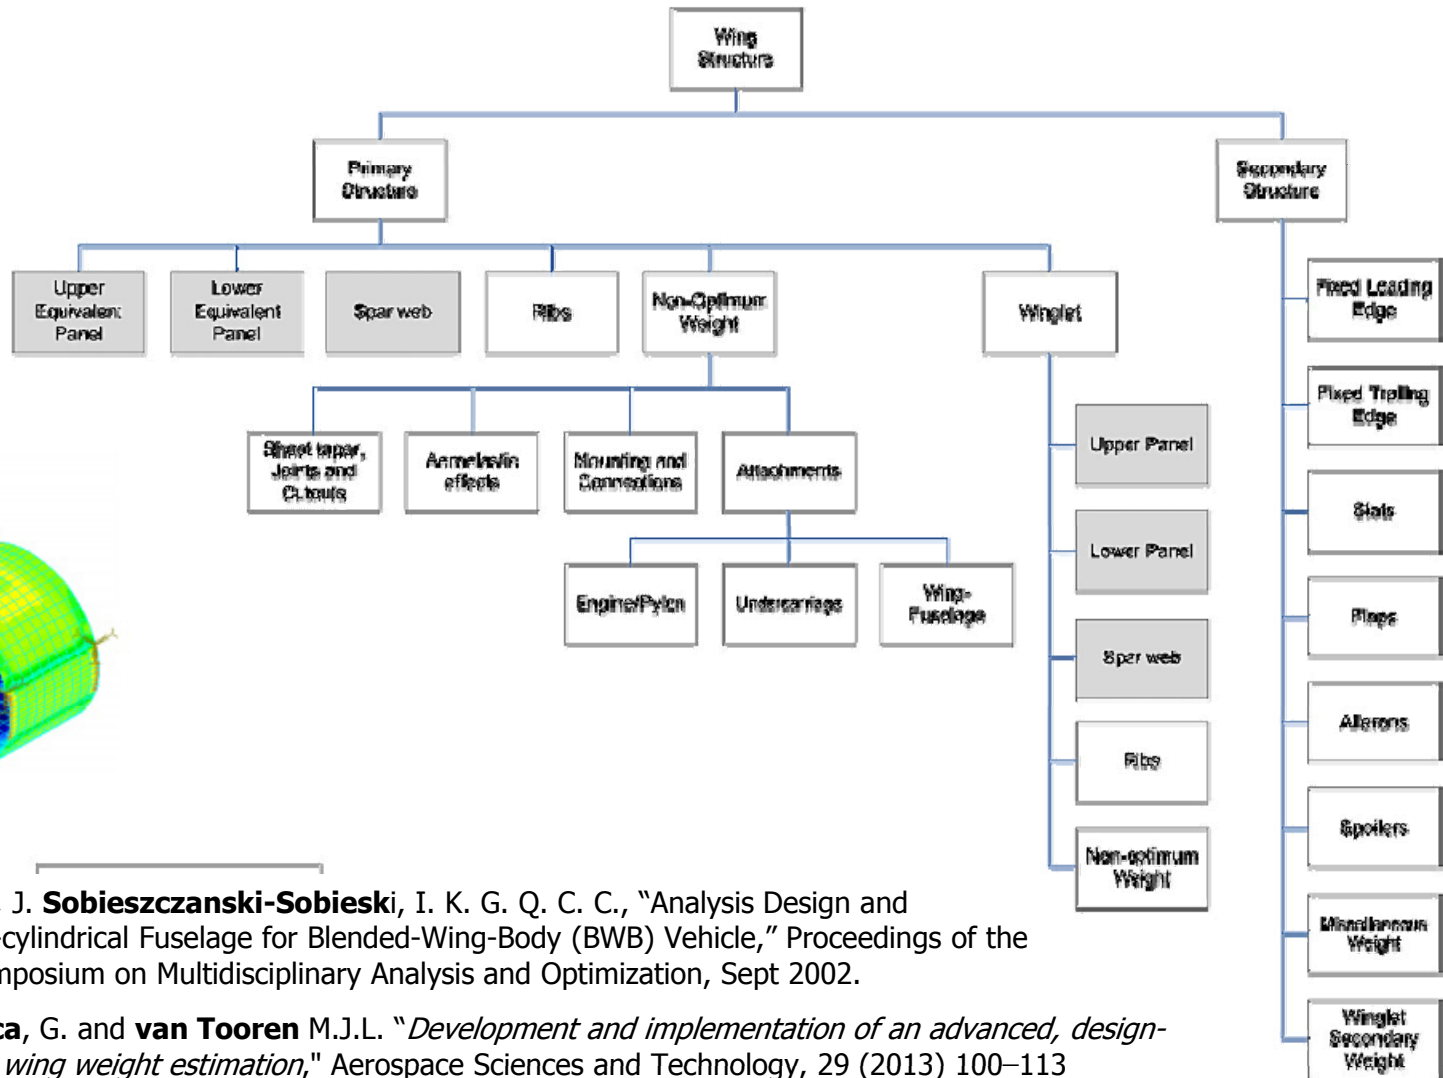 Wing
Structure
Primary
Structure
Secondary
Structure
Upper
Equivalent
Panel
Lower
Equivalent
Panel
Spar web
Ribs
Non-Optimum
Weight
Winglet
Sheet taper,
Joints and
Cutouts
Aeroelastic
effects
Mounting and
Connections
Attachments
Engine/Pylon
Undercarriage
Wing-
Fuselage
Upper Panel
Lower Panel
Spar web
Ribs
Non-optimum
Weight
Fixed Leading
Edge
Fixed Trailing
Edge
Slats
Flaps
Ailerons
Spoilers
Miscellaneous
Weight
Winglet
Secondary
Weight
J. Sobieszczanski-Sobieski, I. K. G. Q. C. C., “Analysis Design and
-cylindrical Fuselage for Blended-Wing-Body (BWB) Vehicle,” Proceedings of the
mposium on Multidisciplinary Analysis and Optimization, Sept 2002.
ca, G. and van Tooren M.J.L. “Development and implementation of an advanced, design-
wing weight estimation," Aerospace Sciences and Technology, 29 (2013) 100–113